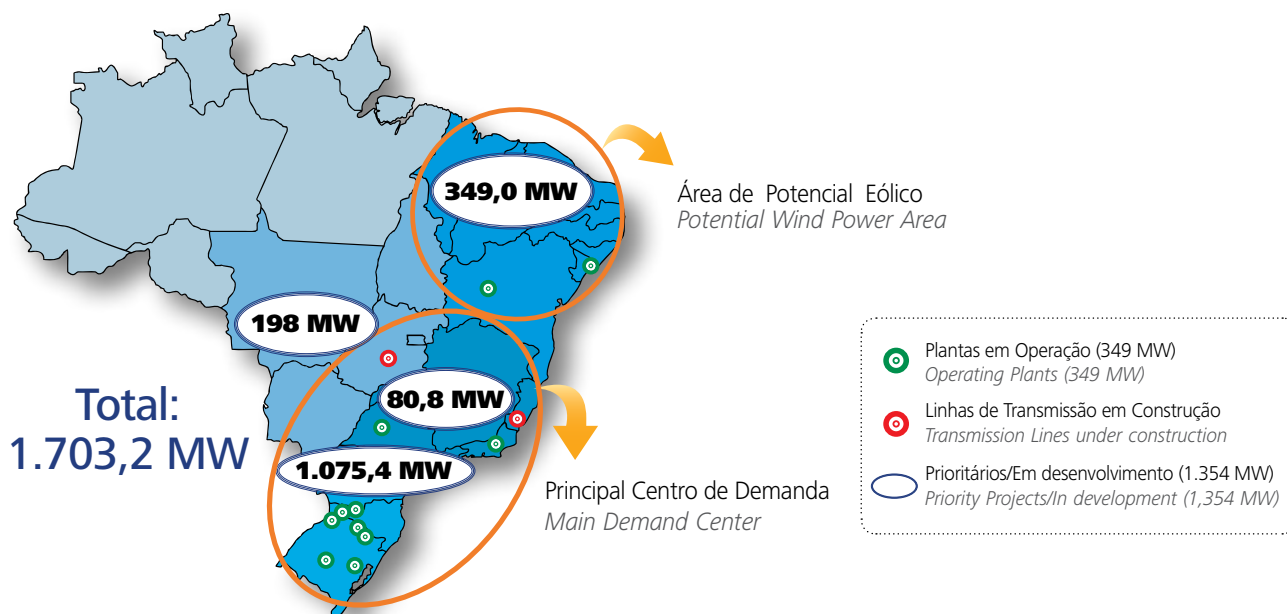 349,0 MW
Área de Potencial Eólico
Potential Wind Power Area
198 MW
80,8 MW
Total:
1.703,2 MW
1.075,4 MW
Principal Centro de Demanda
Main Demand Center
Plantas em Operação (349 MW)
Operating Plants (349 MW)
Linhas de Transmissão em Construção
Transmission Lines under construction
Prioritários/Em desenvolvimento (1.354 MW)
Priority Projects/In development (1,354 MW)